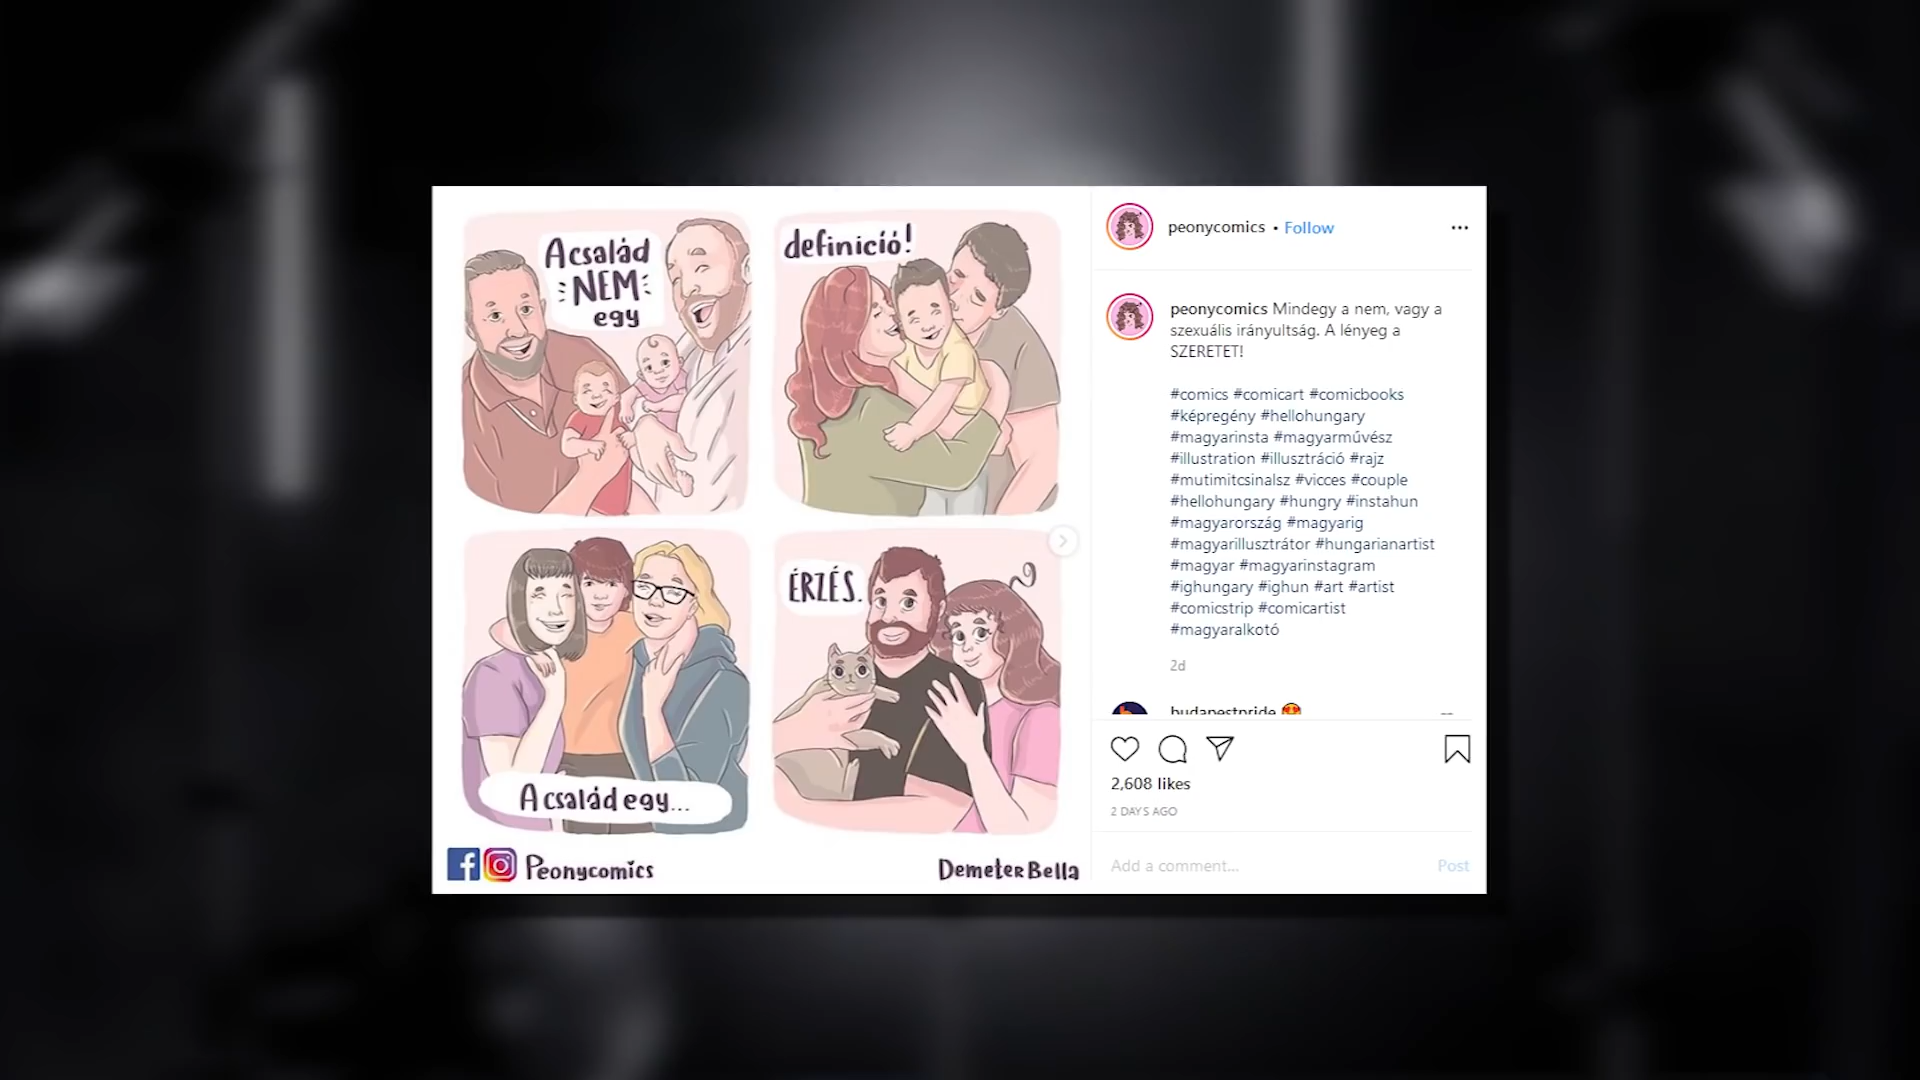 A család
NEM
egy
definíció!
A család egy...
ÉRZÉS.
Peonycomics
Demeter Bella
peonycomics • Follow
peonycomics Mindegy a nem, vagy a
szexuális irányultság. A lényeg a
SZERETET!
#comics #comicart #comicbooks
#képregény #hellohungary
#magyarinsta #magyarművész
#illustration #illusztráció #rajz
#mutimitcsinalsz #vicces #couple
#hellohungary #hungry #instahun
#magyarország #magyarig
#magyarillusztrátor #hungarianartist
#magyar #magyarinstagram
#ighungary #ighun #art #artist
#comicstrip #comicartist
#magyaralkotó
2d
budapestpride
2,608 likes
2 DAYS AGO
Add a comment...
Post